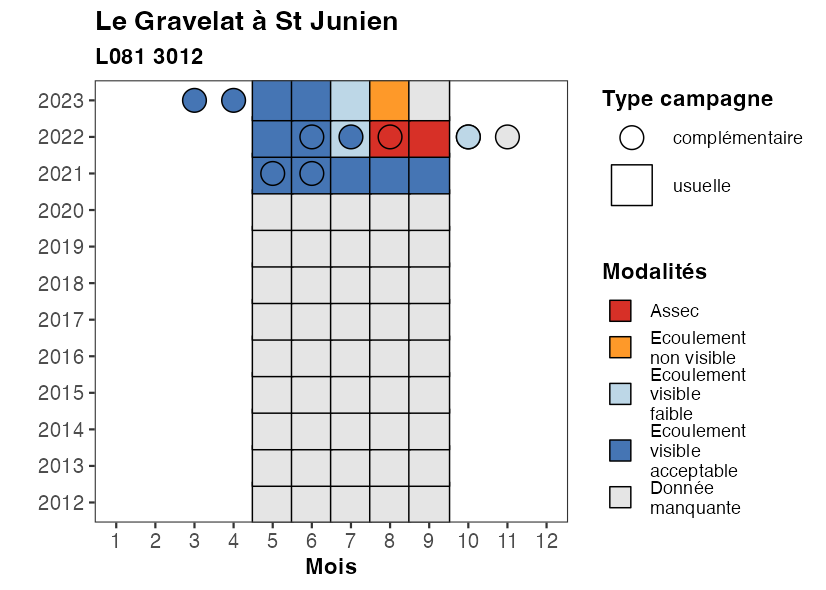 Le Gravelat à St Junien
L081 3012
2023
2022
2021
2020
2019
2018
2017
2016
2015
2014
2013
2012
1 2 3 4 5 6 7 8 9 10 11 12
Mois
Type campagne
complémentaire
usuelle
Modalités
Assec
Ecoulement
non visible
Ecoulement
visible
faible
Ecoulement
visible
acceptable
Donnée
manquante